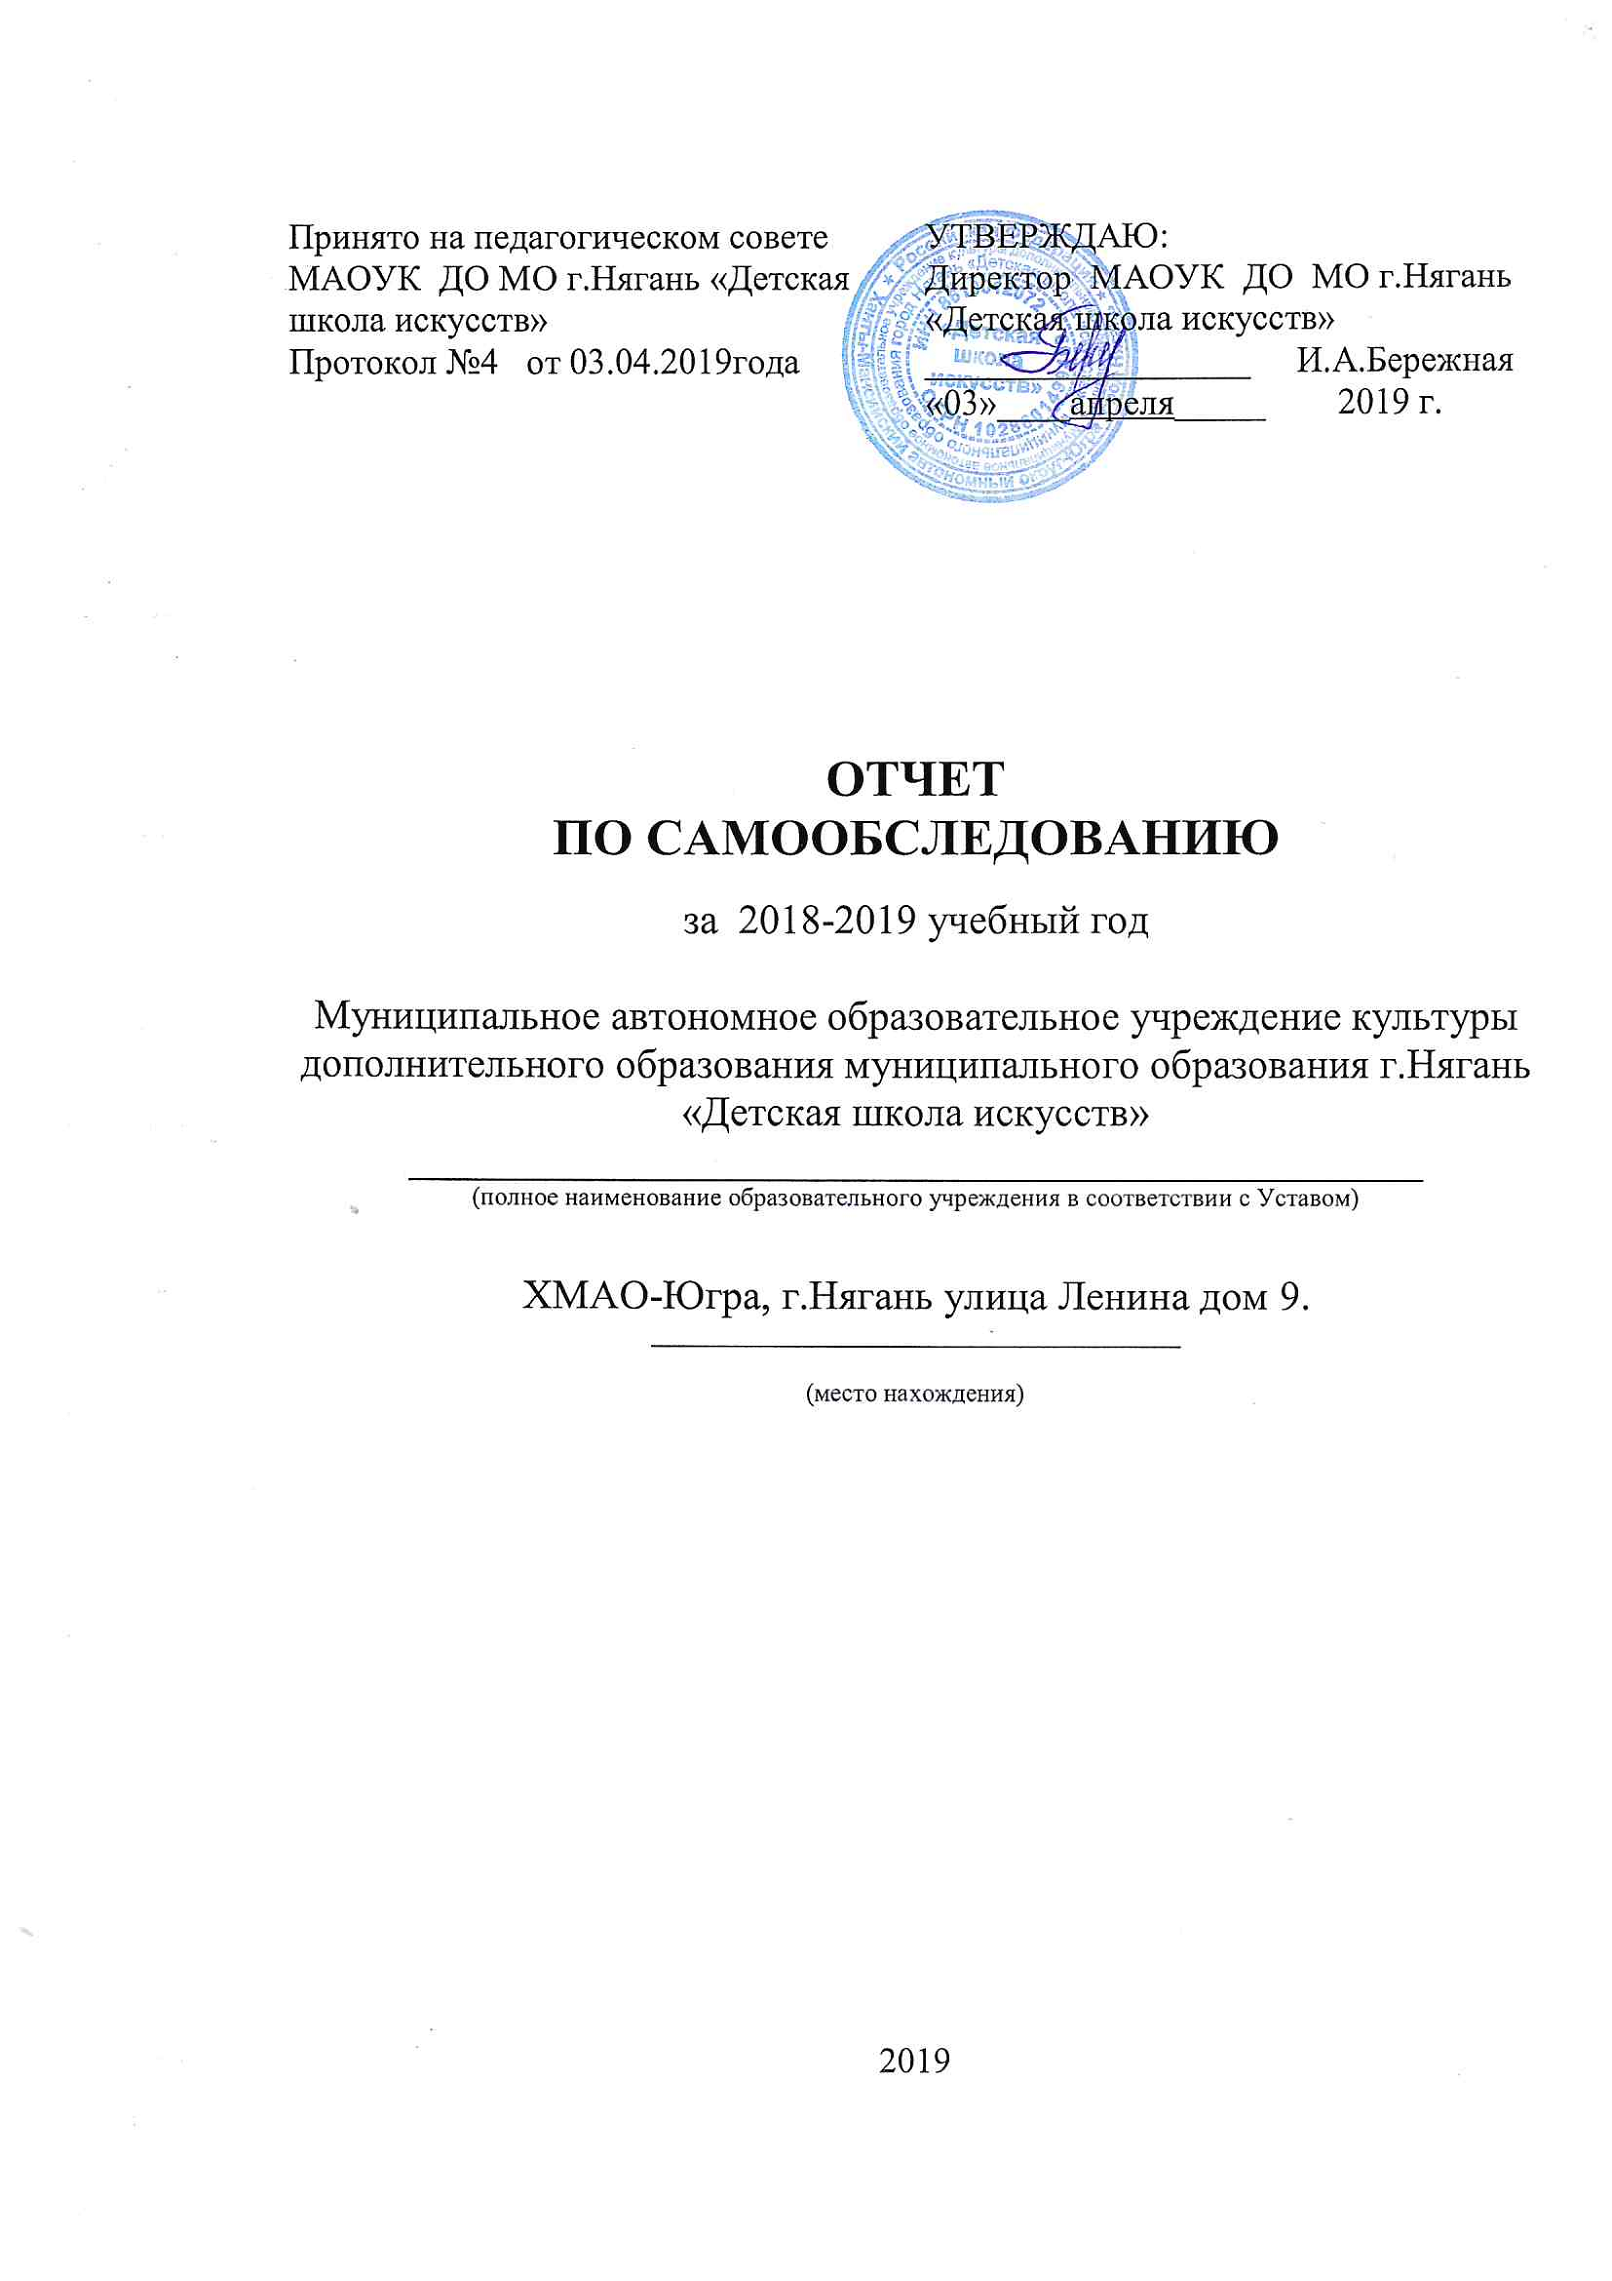 Принято на педагогическом совете
МАОУК ДО МО г.Нягань «Детская
школа искусств»
Протокол №4 от 03.04.2019года
УТВЕРЖДАЮ:
Директор МАОУК ДО МО г.Нягань
«Детская школа искусств»
И.А.Бережная
«03» апреля 2019 г.
«Детская
школа
искусств»
ОТЧЕТ
ПО САМООБСЛЕДОВАНИЮ
за 2018-2019 учебный год
Муниципальное автономное образовательное учреждение культуры
дополнительного образования муниципального образования г.Нягань
«Детская школа искусств»
(полное наименование образовательного учреждения в соответствии с Уставом)
ХМАО-Югра, г.Нягань улица Ленина дом 9.
(место нахождения)
2019